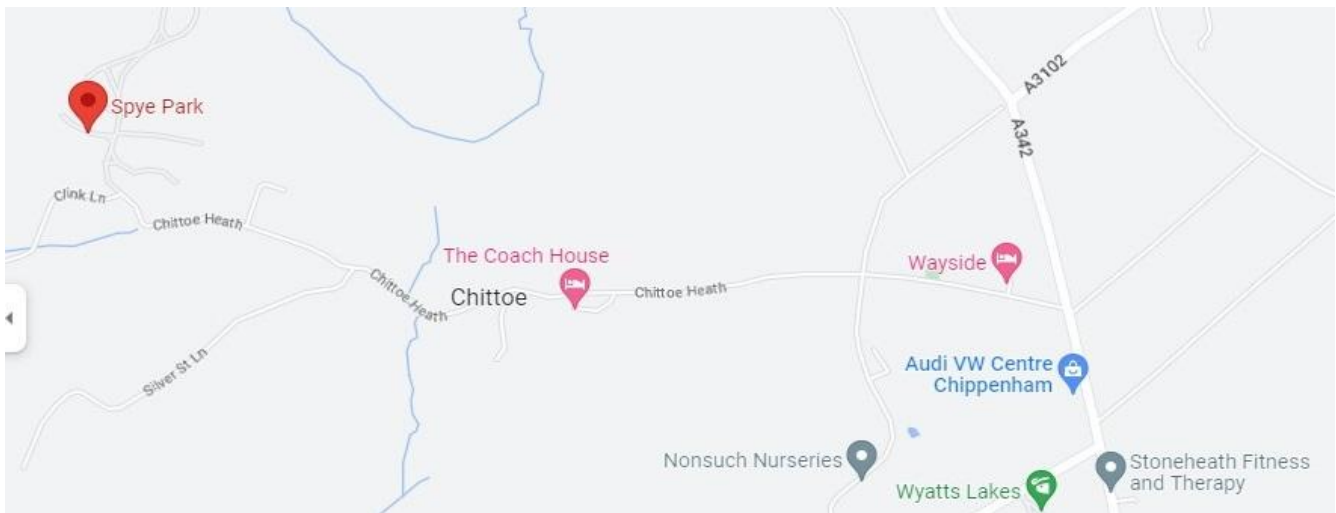 A3102
Spye Park
A342
Clink Ln
Chittoe Heath
The Coach House
Wayside
Chittoe Heath
Chittoe
Chittoe Heath
Silver St Ln
Audi VW Centre
Chippenham
Nonsuch Nurseries
Stoneheath Fitness
and Therapy
Wyatts Lakes